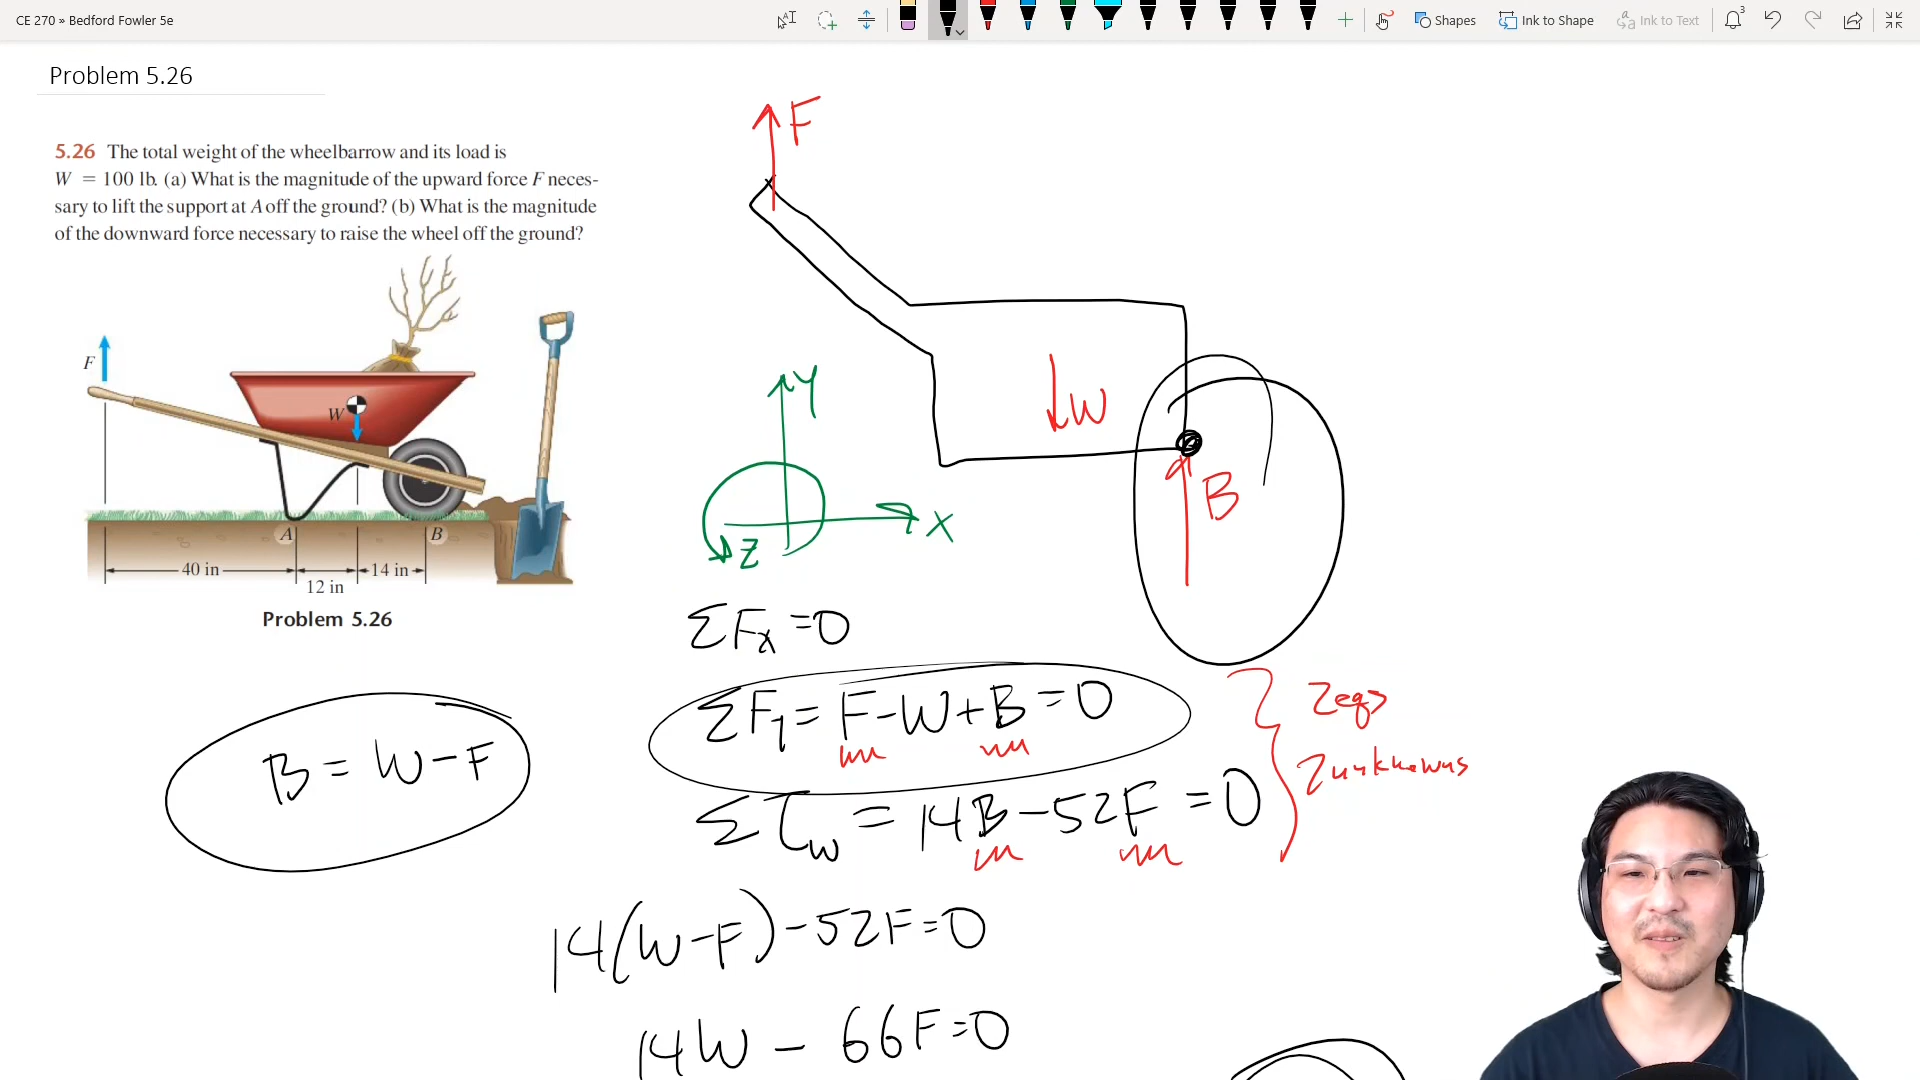 CE 270 » Bedford Fowler 5e
Shapes
Ink to Shape
Ink to Text
3
Problem 5.26
5.26 The total weight of the wheelbarrow and its load is
W = 100 lb. (a) What is the magnitude of the upward force F neces-
sary to lift the support at A off the ground? (b) What is the magnitude
of the downward force necessary to raise the wheel off the ground?
F
W
A
B
40 in
12 in
14 in
Problem 5.26
F
W
B
Y
X
Z
ΣFx = 0
ΣFy = F - W + B = 0
Στw = 14B - 52F = 0
2 eqs
2 unknowns
B = W - F
14(W-F) - 52F = 0
14W - 66F = 0